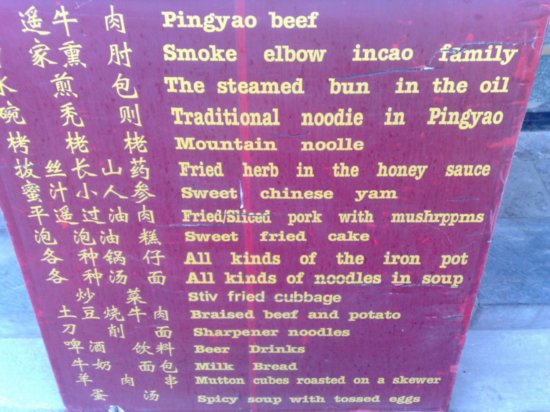 遥牛肉 Pingyao beef
家熏肘 Smoke elbow incao family
水煎包 The steamed bun in the oil
碗秃则 Traditional noodie in Pingyao
栲栳栳 Mountain noolle
拔丝长山药 Fried herb in the honey sauce
蜜汁小人参 Sweet chinese yam
平遥过油肉 Fried/Sliced pork with mushrppms
泡泡油糕 Sweet fried cake
各种锅仔 All kinds of the iron pot
各种汤面 All kinds of noodles in soup
炒菜 Stiv fried cubbage
土豆烧牛肉 Braised beef and potato
刀削面 Sharpener noodles
啤酒 饮料 Beer Drinks
牛奶 面包 Milk Bread
羊肉串 Mutton cubes roasted on a skewer
蛋汤 Spicy soup with tossed eggs